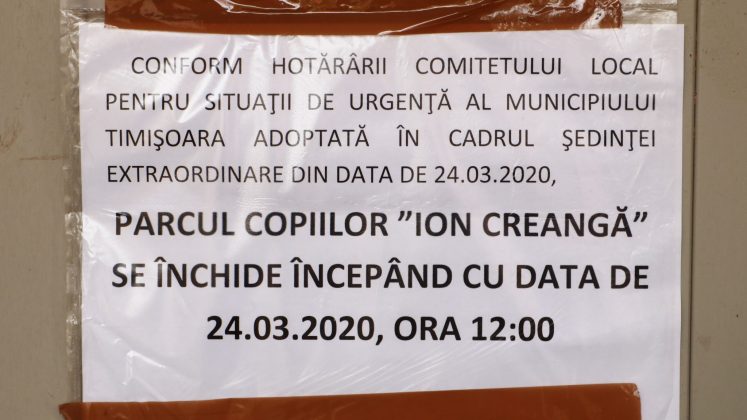 CONFORM HOTĂRÂRII COMITETULUI LOCAL
PENTRU SITUAŢII DE URGENŢĂ AL MUNICIPIULUI
TIMIŞOARA ADOPTATĂ ÎN CADRUL ŞEDINŢEI
EXTRAORDINARE DIN DATA DE 24.03.2020,
PARCUL COPIILOR ”ION CREANGĂ”
SE ÎNCHIDE ÎNCEPÂND CU DATA DE
24.03.2020, ORA 12:00